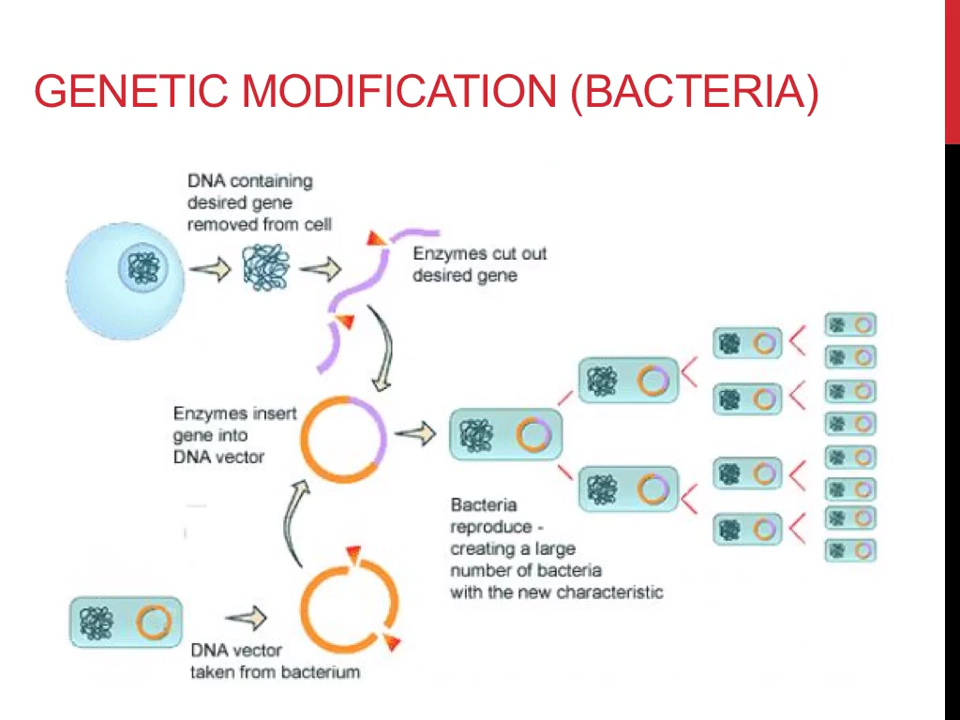 GENETIC MODIFICATION (BACTERIA)
DNA containing
desired gene
removed from cell
Enzymes cut out
desired gene
Enzymes insert
gene into
DNA vector
Bacteria
reproduce -
creating a large
number of bacteria
with the new characteristic
DNA vector
taken from bacterium